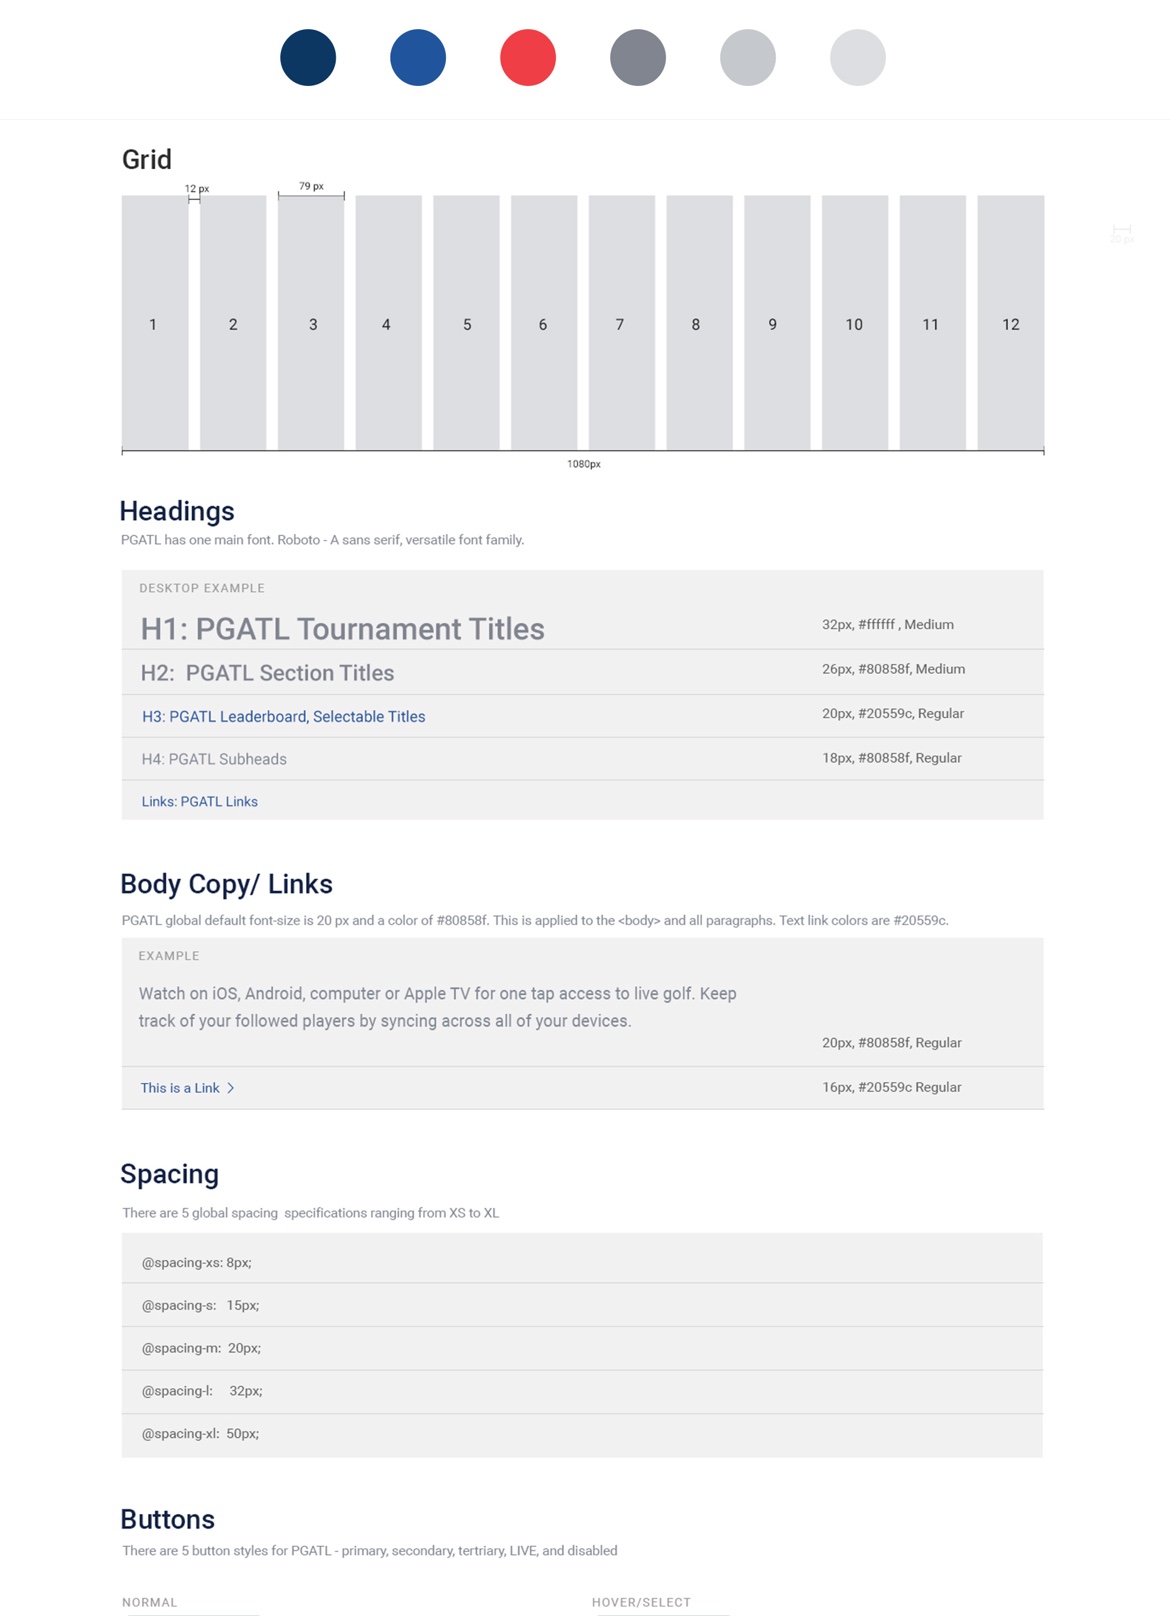 Grid
12 px
79 px
20 px
1 2 3 4 5 6 7 8 9 10 11 12
1080px
Headings
PGATL has one main font. Roboto - A sans serif, versatile font family.
DESKTOP EXAMPLE
H1: PGATL Tournament Titles
32px, #ffffff , Medium
H2: PGATL Section Titles
26px, #80858f, Medium
H3: PGATL Leaderboard, Selectable Titles
20px, #20559c, Regular
H4: PGATL Subheads
18px, #80858f, Regular
Links: PGATL Links
Body Copy/ Links
PGATL global default font-size is 20 px and a color of #80858f. This is applied to the <body> and all paragraphs. Text link colors are #20559c.
EXAMPLE
Watch on iOS, Android, computer or Apple TV for one tap access to live golf. Keep
track of your followed players by syncing across all of your devices.
20px, #80858f, Regular
This is a Link >
16px, #20559c Regular
Spacing
There are 5 global spacing specifications ranging from XS to XL
@spacing-xs: 8px;
@spacing-s: 15px;
@spacing-m: 20px;
@spacing-l: 32px;
@spacing-xl: 50px;
Buttons
There are 5 button styles for PGATL - primary, secondary, tertriary, LIVE, and disabled
NORMAL
HOVER/SELECT